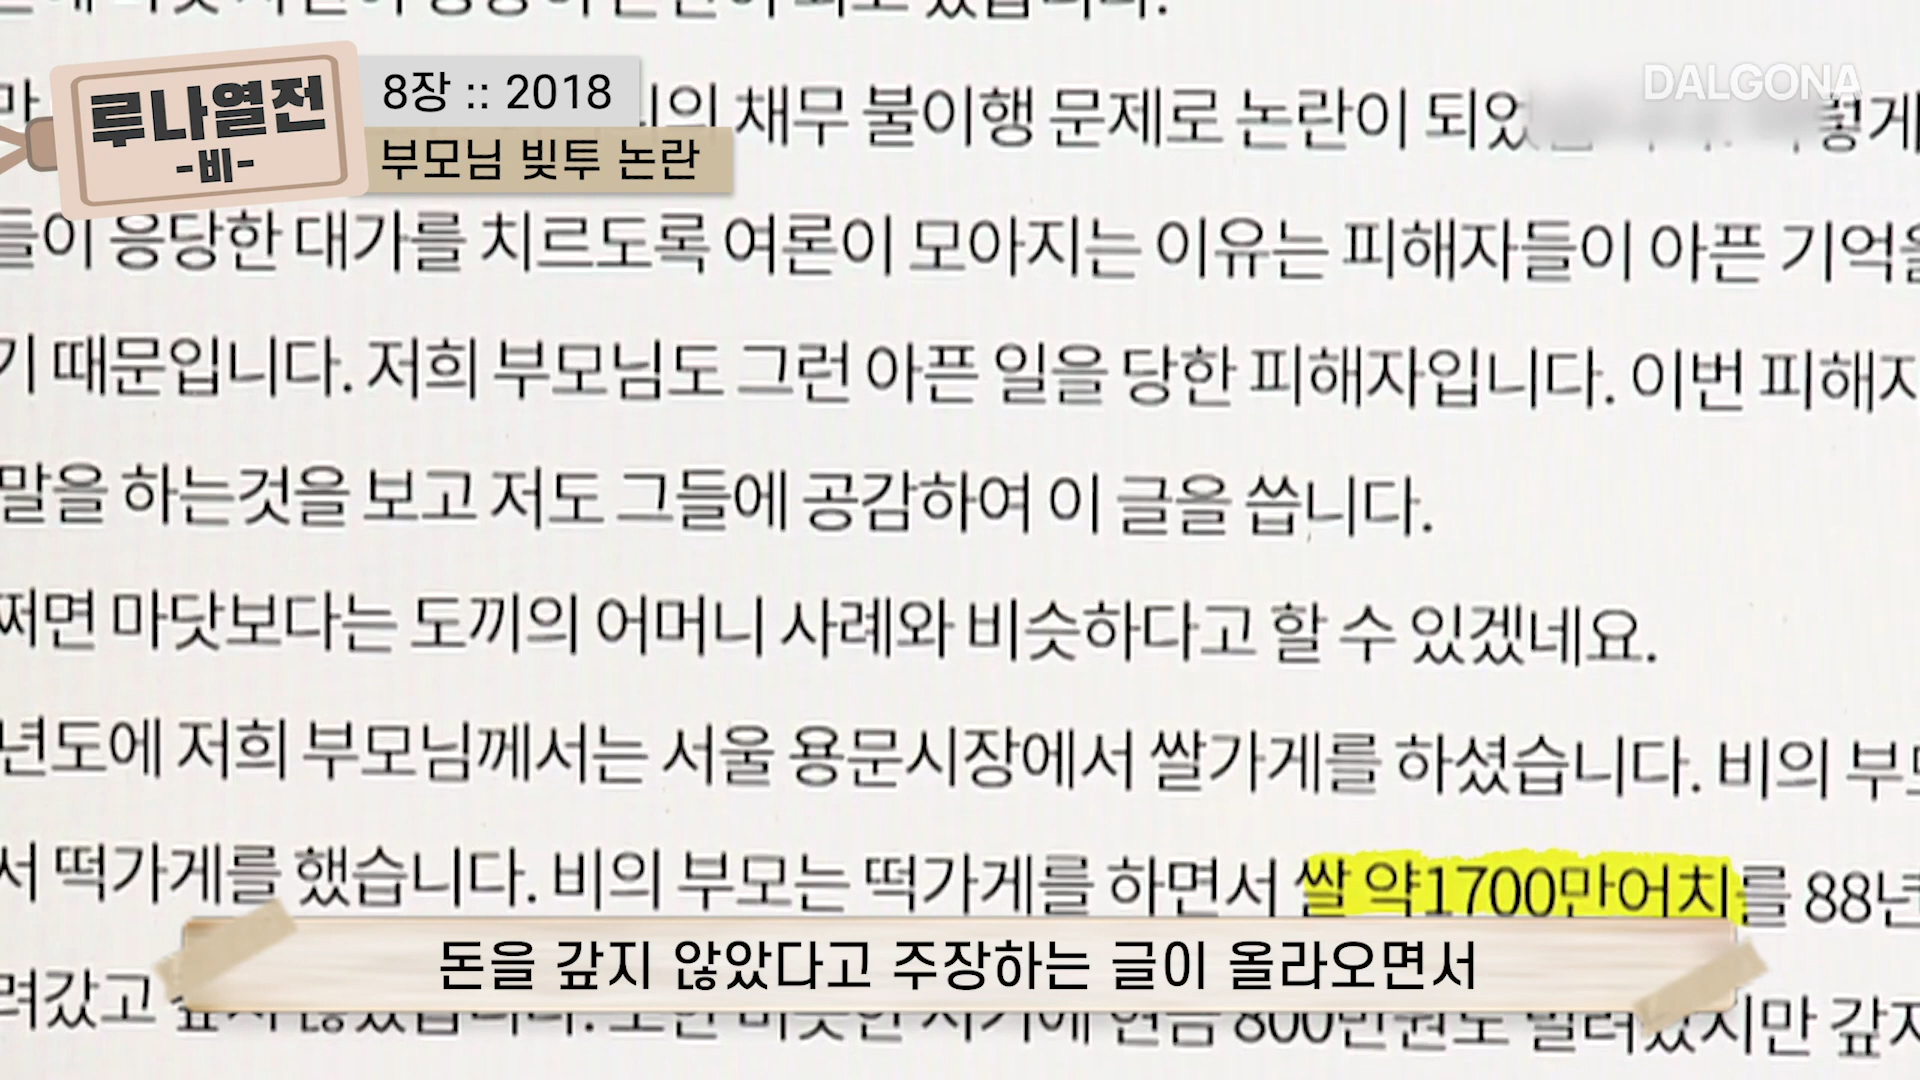 DALGONA
루나열전
-비-
8장 :: 2018
부모님 빚투 논란
의 채무 불이행 문제로 논란이 되었
들이 응당한 대가를 치르도록 여론이 모아지는 이유는 피해자들이 아픈 기억을
기 때문입니다. 저희 부모님도 그런 아픈 일을 당한 피해자입니다. 이번 피해자
말을 하는것을 보고 저도 그들에 공감하여 이 글을 씁니다.
쩌면 마닷보다는 도끼의 어머니 사례와 비슷하다고 할 수 있겠네요.
년도에 저희 부모님께서는 서울 용문시장에서 쌀가게를 하셨습니다. 비의 부모
서 떡가게를 했습니다. 비의 부모는 떡가게를 하면서 쌀 약1700만어치를 88년
려갔고
돈을 갚지 않았다고 주장하는 글이 올라오면서